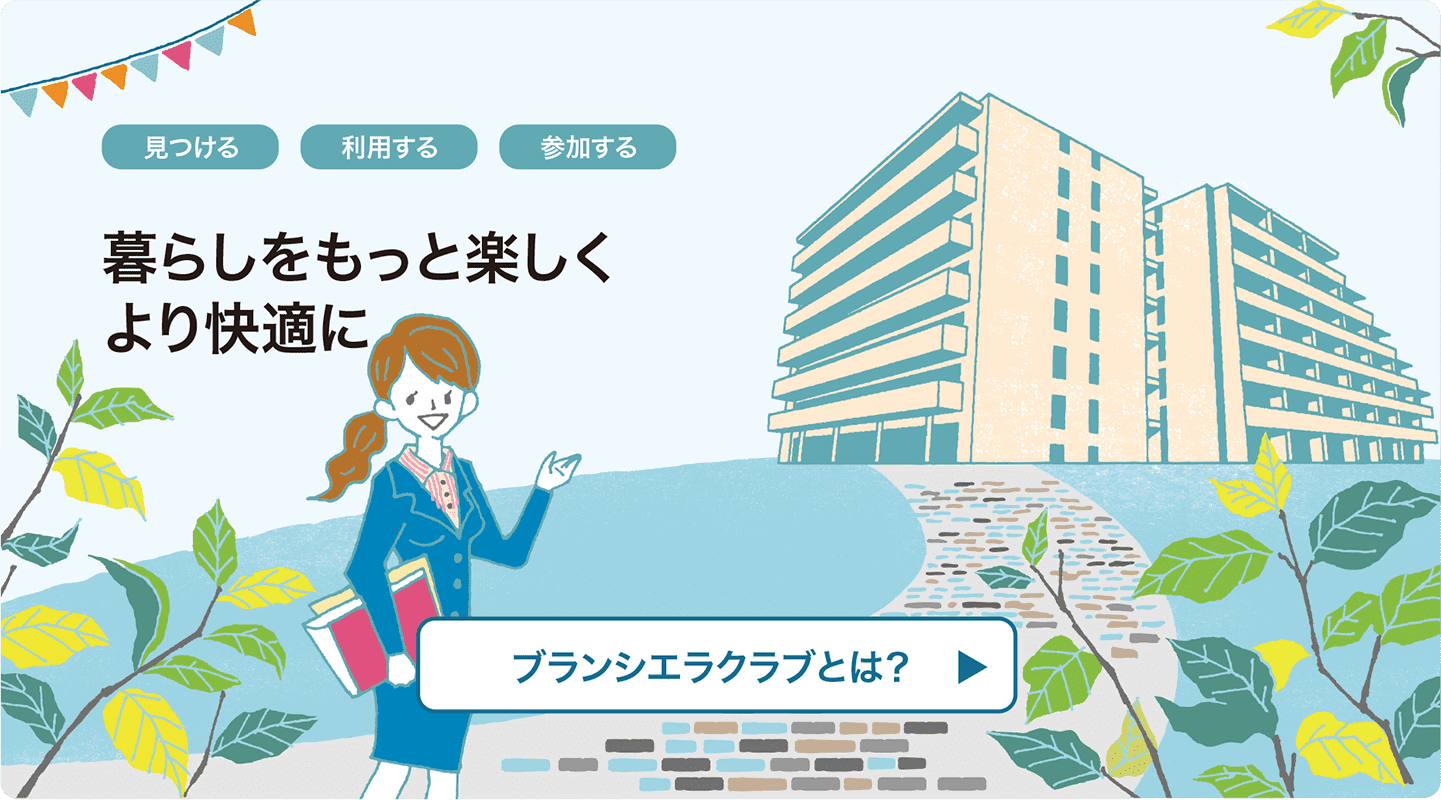 見つける
利用する
参加する
暮らしをもっと楽しく
より快適に
ブランシエラクラブとは?